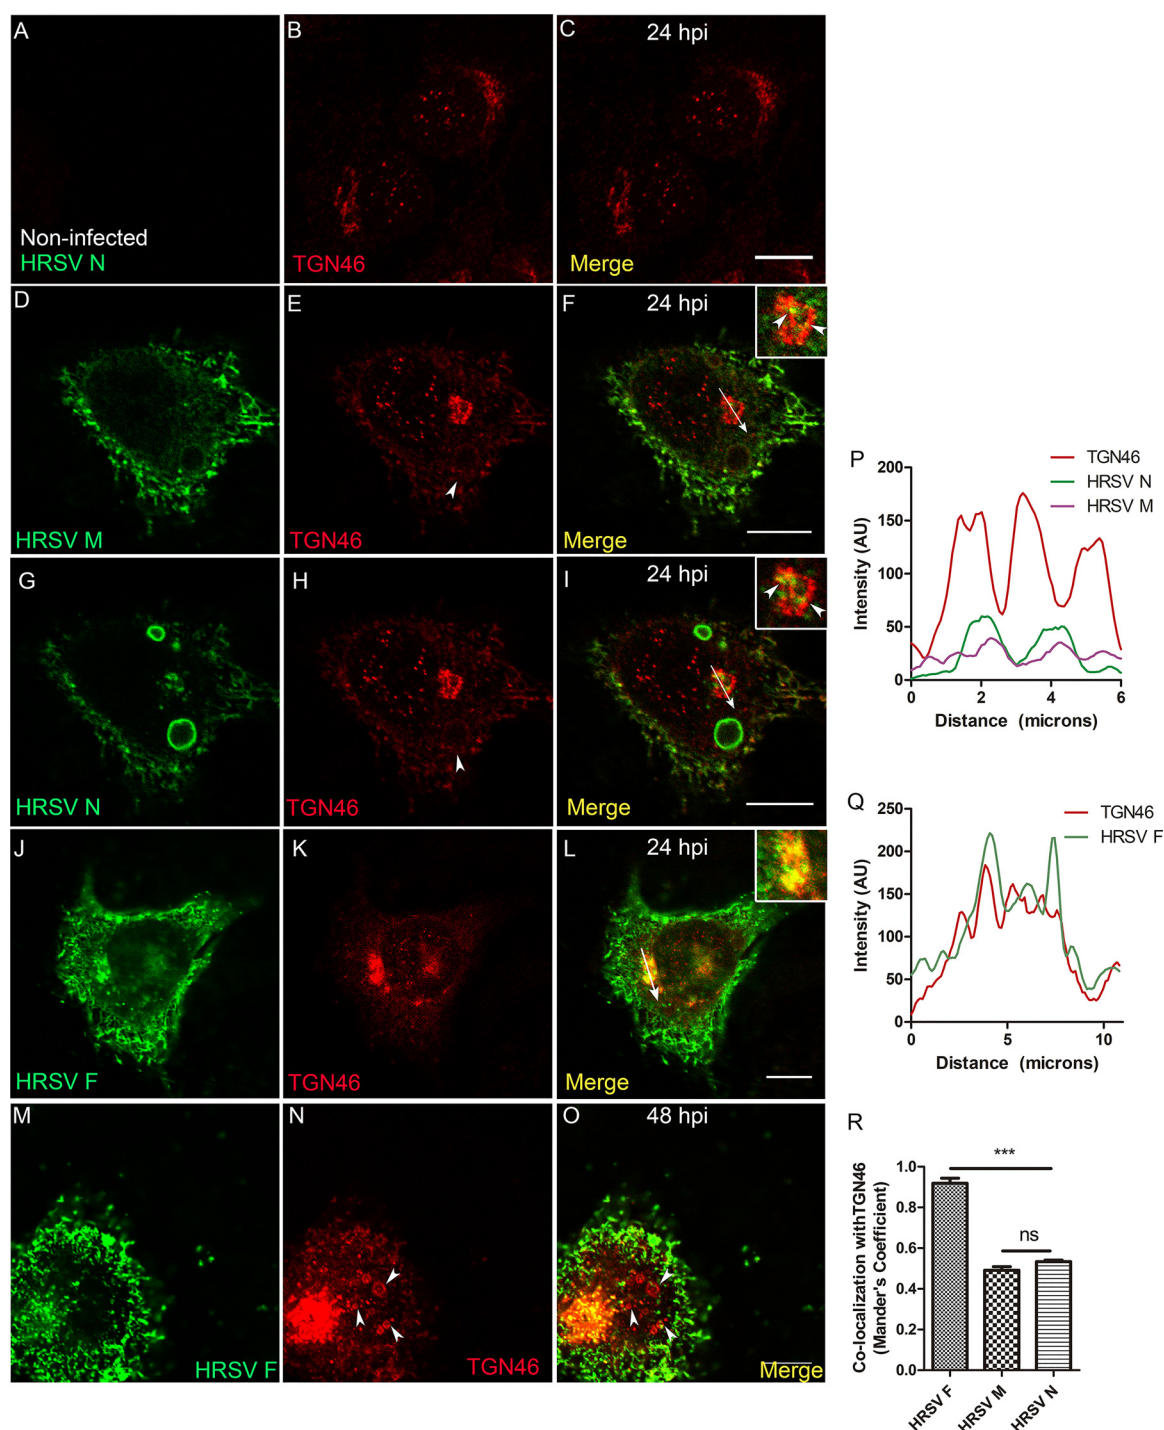 A
B
C
24 hpi
Non-infected
HRSV N
TGN46
Merge
D
E
F
24 hpi
HRSV M
TGN46
Merge
G
H
I
24 hpi
HRSV N
TGN46
Merge
J
K
L
24 hpi
HRSV F
TGN46
Merge
M
N
O
48 hpi
HRSV F
TGN46
Merge
P
TGN46
HRSV N
HRSV M
Intensity (AU)
200
150
100
50
0
0 2 4 6
Distance (microns)
Q
TGN46
HRSV F
Intensity (AU)
250
200
150
100
50
0
0 5 10
Distance (microns)
R
***
ns
Co-localization withTGN46
(Mander's Coefficient)
1.0
0.8
0.6
0.4
0.2
0.0
HRSV F
HRSV M
HRSV N